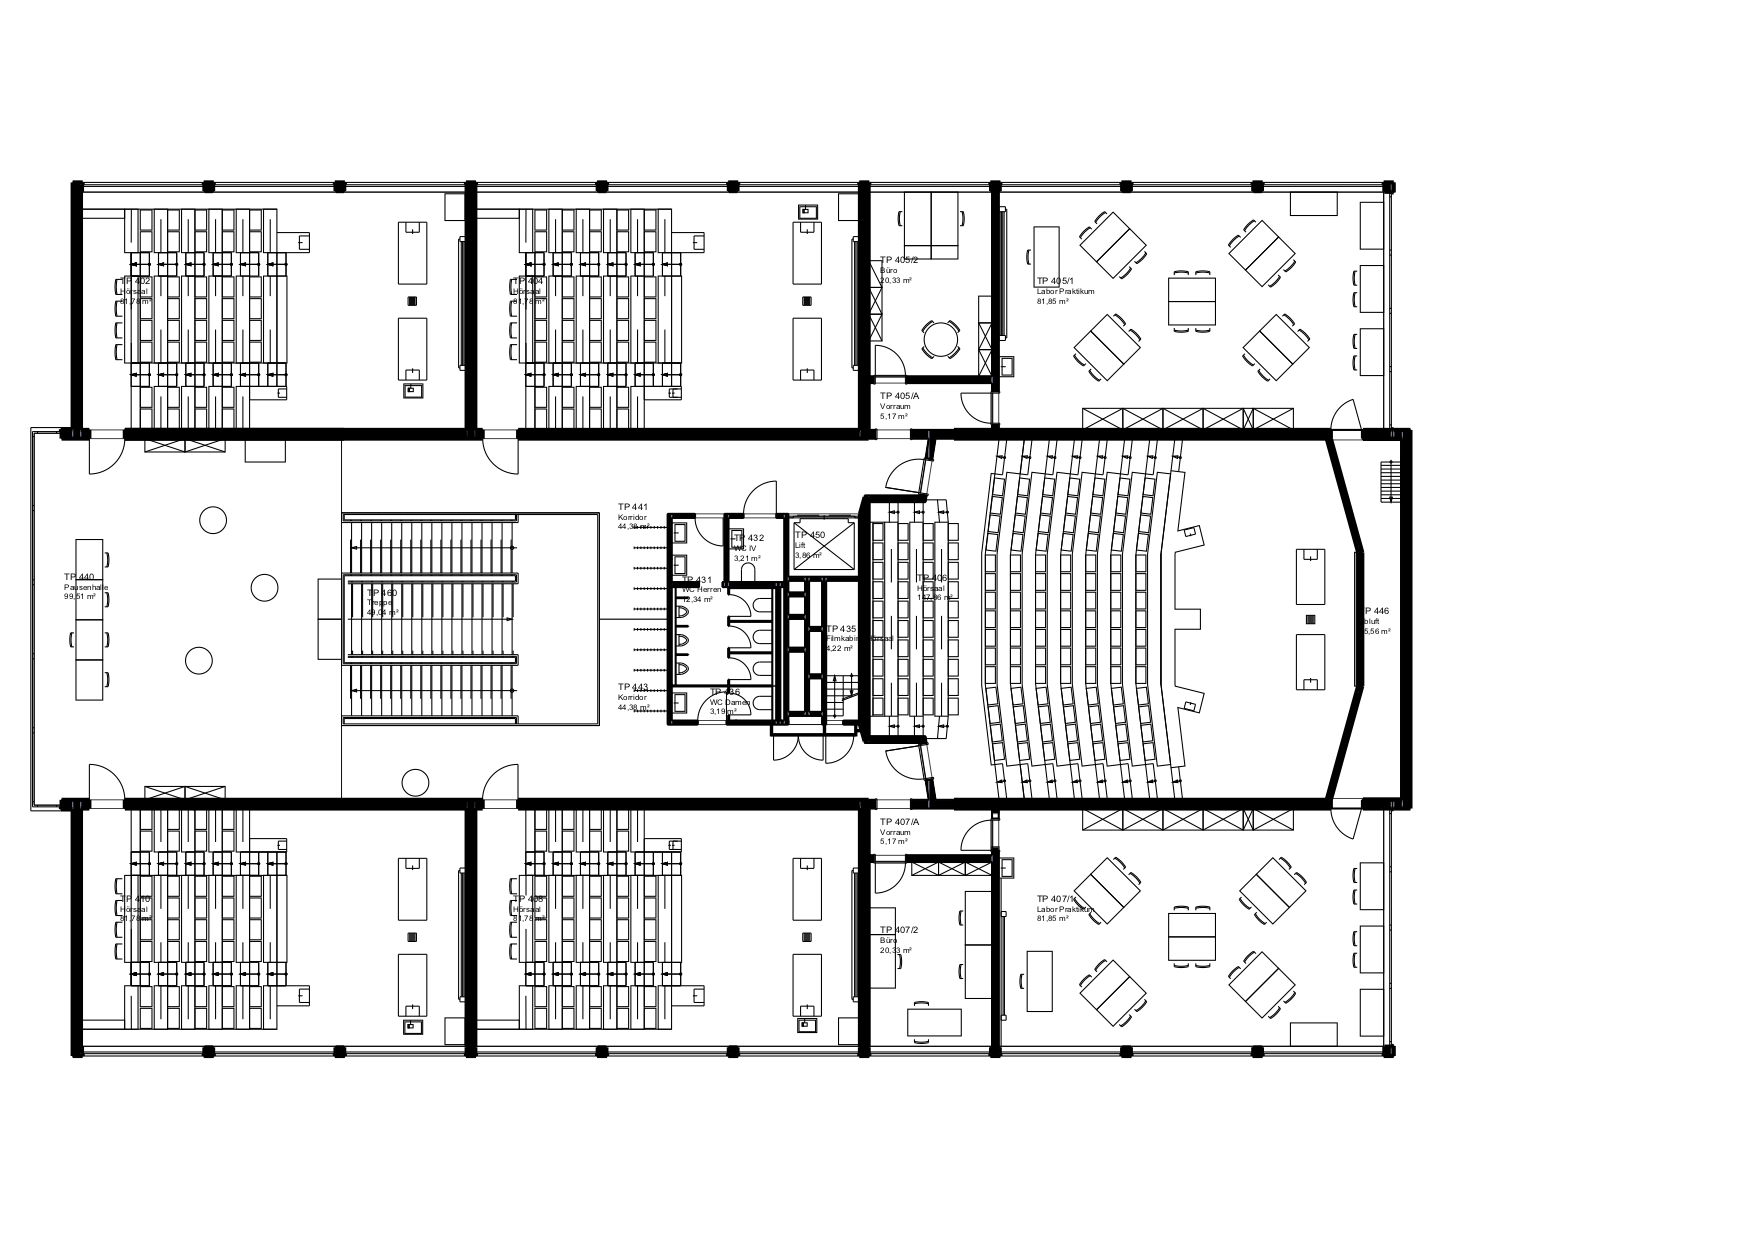 TP 402
Hörsaal
81,78 m²
TP 404
Hörsaal
81,78 m²
TP 405/2
Büro
20,33 m²
TP 405/1
Labor Praktikum
81,85 m²
TP 405/A
Vorraum
5,17 m²
TP 441
Korridor
44,38 m²
TP 432
WC IV
3,21 m²
TP 450
Lift
3,86 m²
TP 440
Pausenhalle
99,51 m²
TP 460
Treppe
49,04 m²
TP 431
WC Herren
12,34 m²
TP 406
Hörsaal
TP 435
4,22 m²
TP 446
bluft
5,56 m²
TP 443
Korridor
44,38 m²
TP 436
WC Damen
3,19 m²
TP 407/A
Vorraum
5,17 m²
TP 410
Hörsaal
81,78 m²
TP 408
Hörsaal
81,78 m²
TP 407/2
Büro
20,33 m²
TP 407/1
Labor Praktikum
81,85 m²